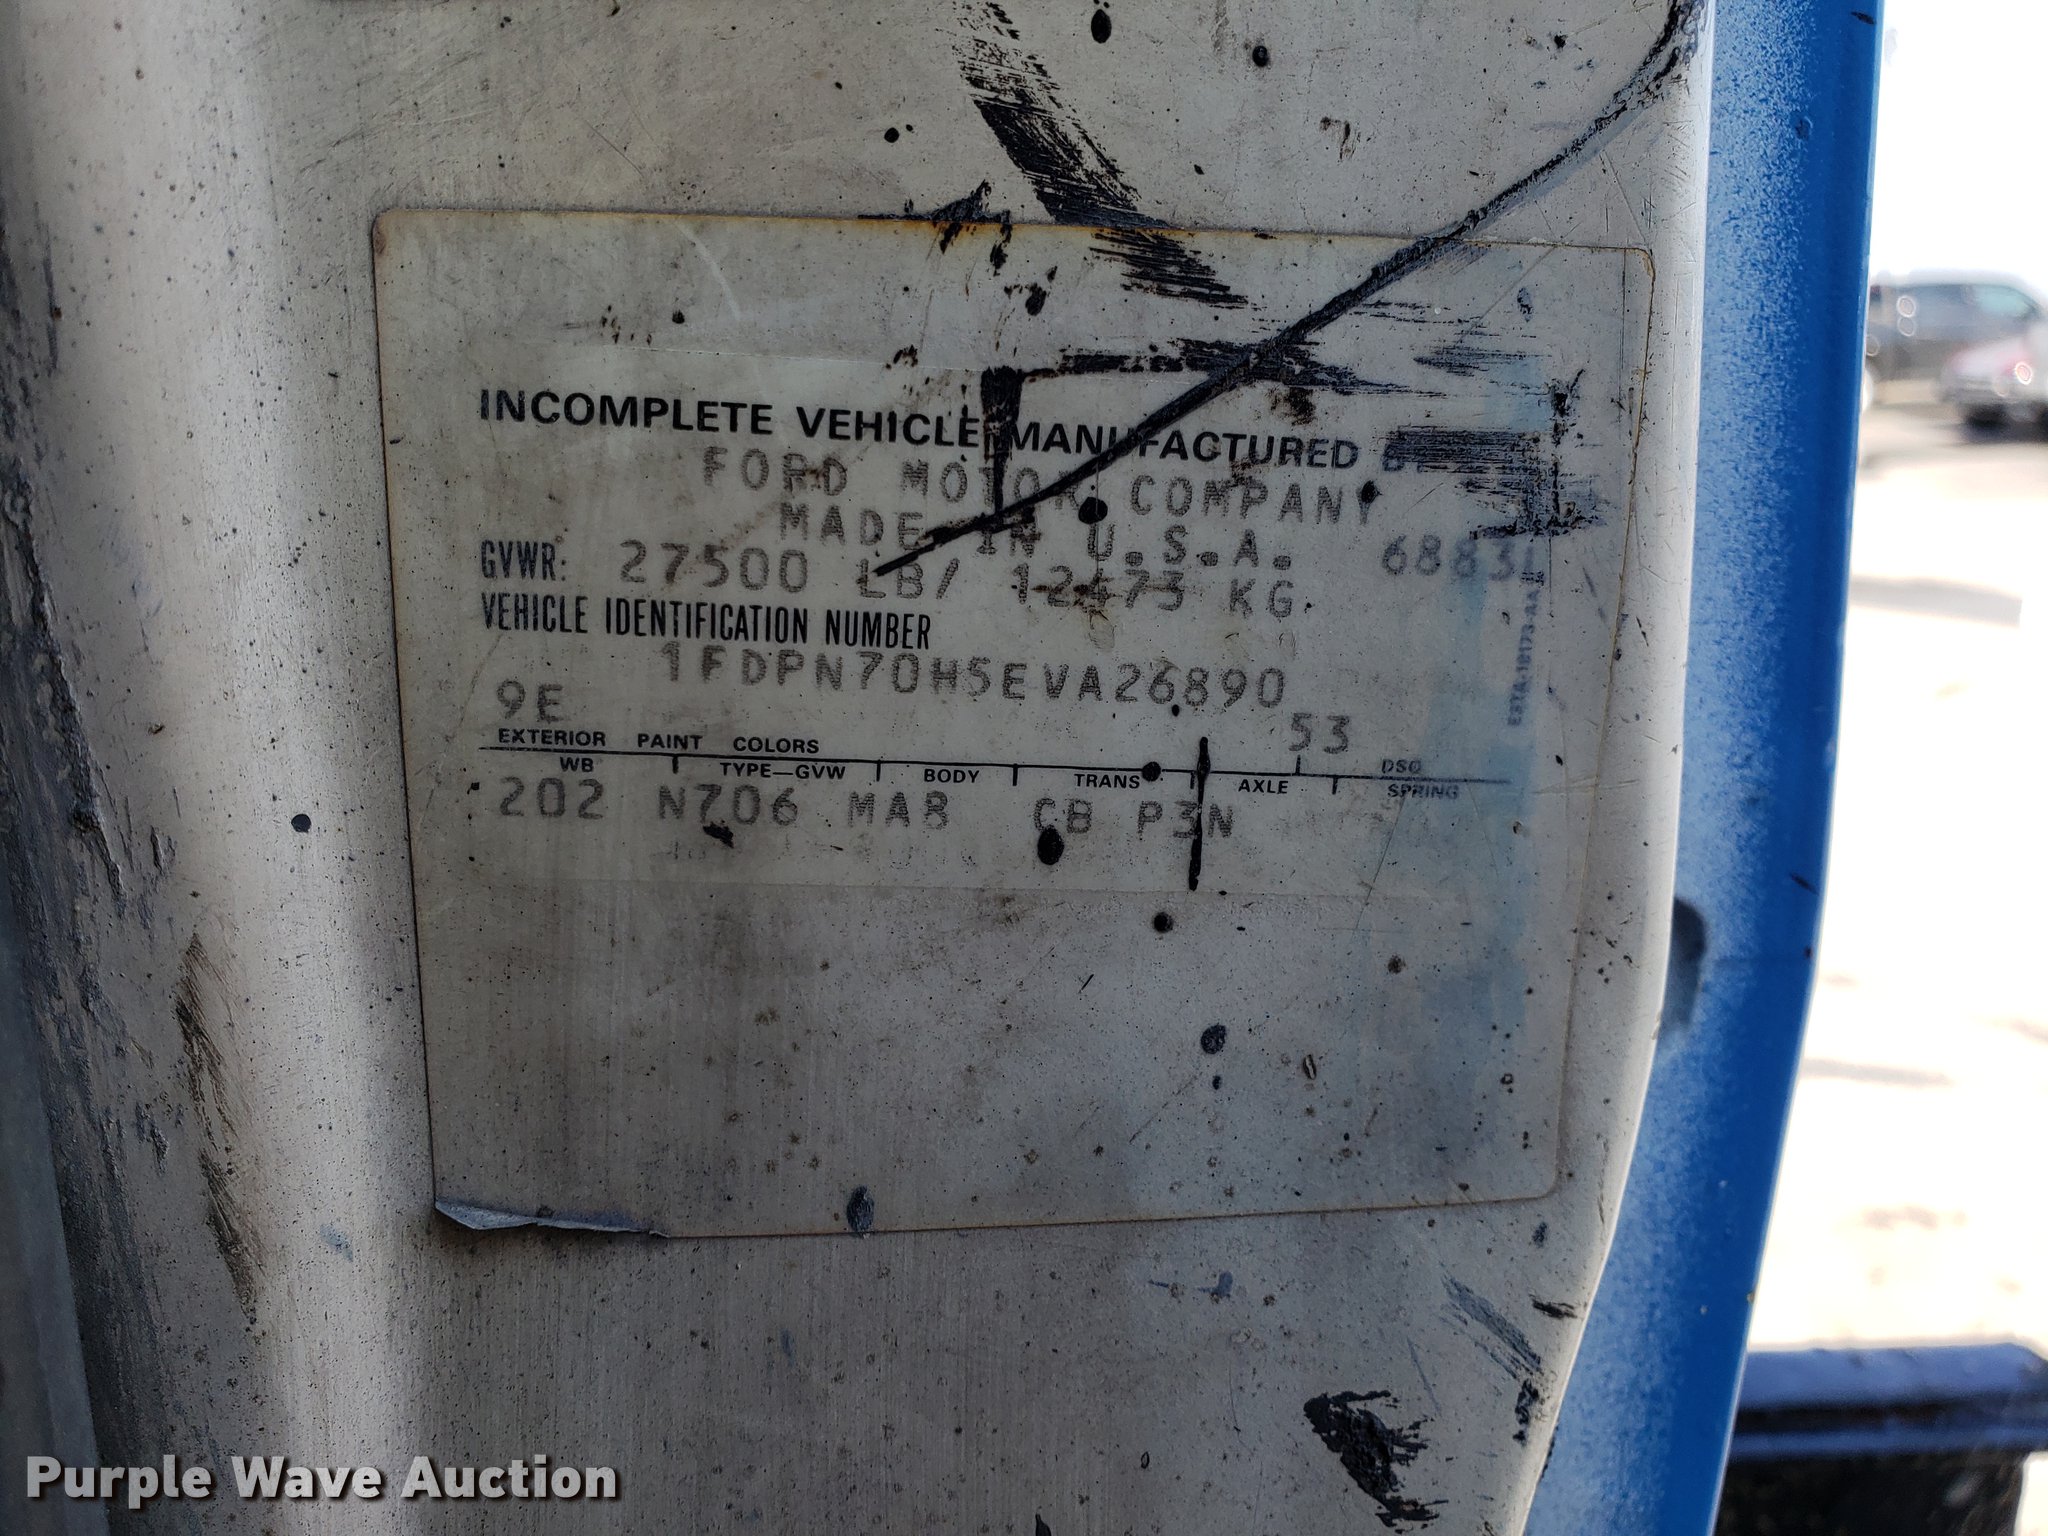 INCOMPLETE VEHICLE MANUFACTURED BY
FORD MOTOR COMPANY
MADE IN U.S.A.
GVWR: 27500 LB/ 12473 KG 6883L
VEHICLE IDENTIFICATION NUMBER
1FDPN70H5EVA26890
9E 53
EXTERIOR PAINT COLORS DSO
WB TYPE—GVW BODY TRANS AXLE SPRING
202 N706 MA8 CB P3N
Purple Wave Auction